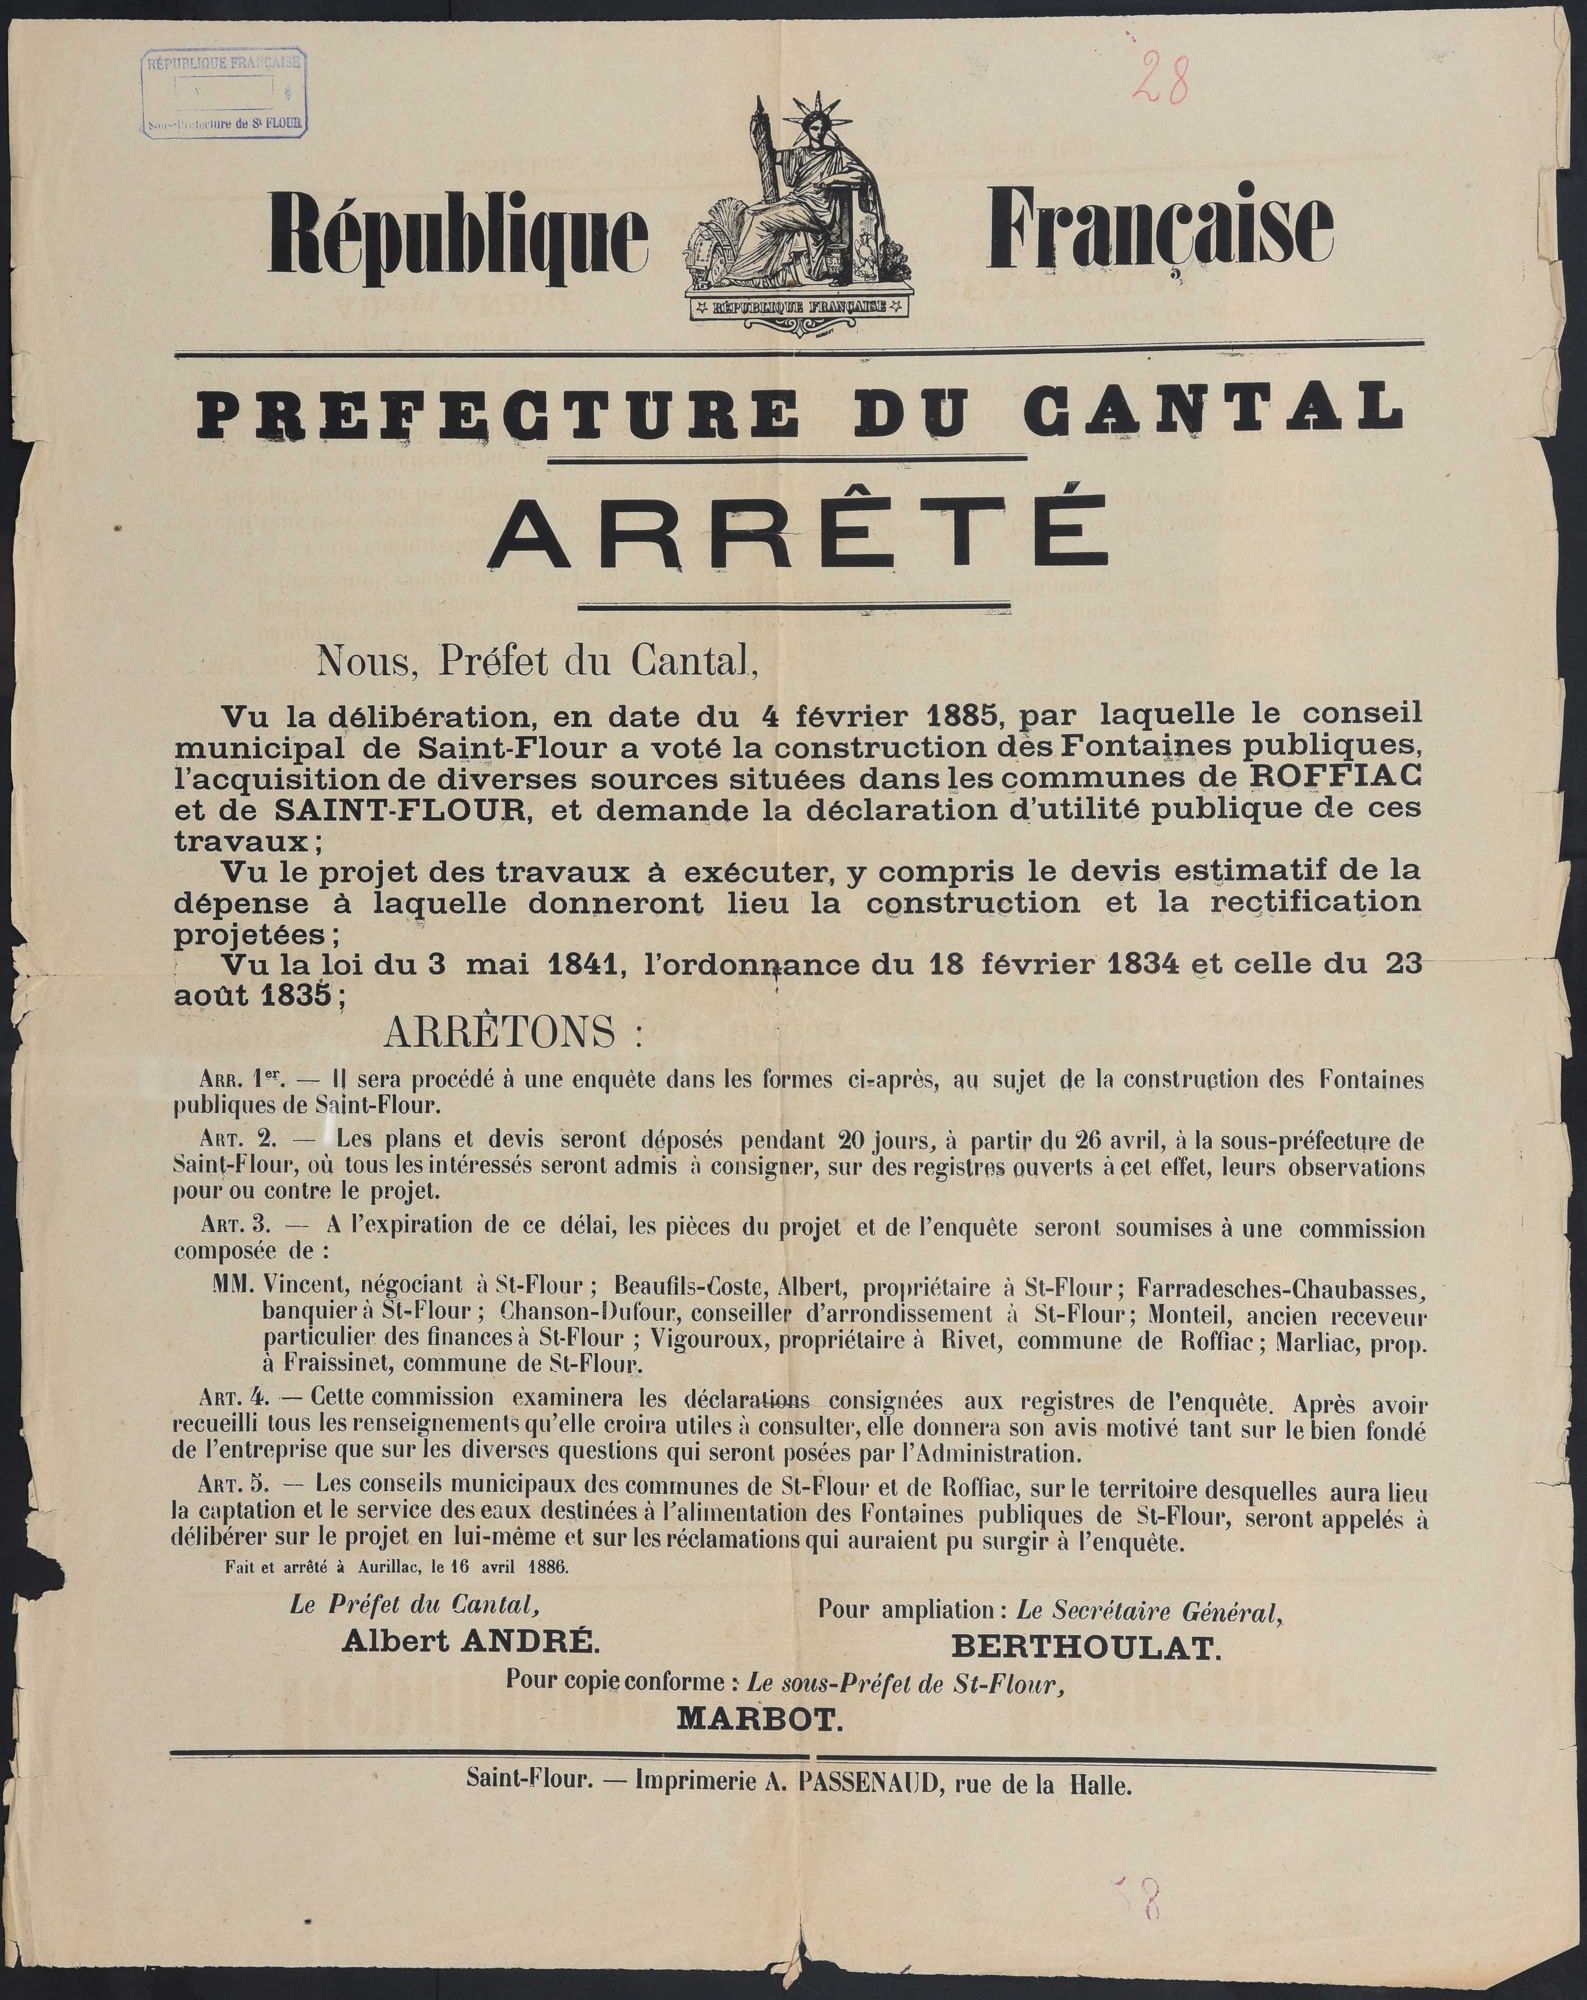 RÉPUBLIQUE FRANÇAISE
Sous-Préfecture de St FLOUR
28
République Française
★ RÉPUBLIQUE FRANÇAISE ★
PREFECTURE DU CANTAL
ARRÊTÉ
Nous, Préfet du Cantal,
Vu la délibération, en date du 4 février 1885, par laquelle le conseil
municipal de Saint-Flour a voté la construction des Fontaines publiques,
l'acquisition de diverses sources situées dans les communes de ROFFIAC
et de SAINT-FLOUR, et demande la déclaration d'utilité publique de ces
travaux ;
Vu le projet des travaux à exécuter, y compris le devis estimatif de la
dépense à laquelle donneront lieu la construction et la rectification
projetées ;
Vu la loi du 3 mai 1841, l'ordonnance du 18 février 1834 et celle du 23
août 1835 ;
ARRÊTONS :
ARR. 1er. — Il sera procédé à une enquête dans les formes ci-après, au sujet de la construction des Fontaines
publiques de Saint-Flour.
ART. 2. — Les plans et devis seront déposés pendant 20 jours, à partir du 26 avril, à la sous-préfecture de
Saint-Flour, où tous les intéressés seront admis à consigner, sur des registres ouverts à cet effet, leurs observations
pour ou contre le projet.
ART. 3. — A l'expiration de ce délai, les pièces du projet et de l'enquête seront soumises à une commission
composée de :
MM. Vincent, négociant à St-Flour ; Beaufils-Coste, Albert, propriétaire à St-Flour ; Farradesches-Chaubasses,
banquier à St-Flour ; Chanson-Dufour, conseiller d'arrondissement à St-Flour ; Monteil, ancien receveur
particulier des finances à St-Flour ; Vigouroux, propriétaire à Rivet, commune de Roffiac ; Marliac, prop.
à Fraissinet, commune de St-Flour.
ART. 4. — Cette commission examinera les déclarations consignées aux registres de l'enquête. Après avoir
recueilli tous les renseignements qu'elle croira utiles à consulter, elle donnera son avis motivé tant sur le bien fondé
de l'entreprise que sur les diverses questions qui seront posées par l'Administration.
ART. 5. — Les conseils municipaux des communes de St-Flour et de Roffiac, sur le territoire desquelles aura lieu
la captation et le service des eaux destinées à l'alimentation des Fontaines publiques de St-Flour, seront appelés à
délibérer sur le projet en lui-même et sur les réclamations qui auraient pu surgir à l'enquête.
Fait et arrêté à Aurillac, le 16 avril 1886.
Le Préfet du Cantal,
Albert ANDRÉ.
Pour ampliation : Le Secrétaire Général,
BERTHOULAT.
Pour copie conforme : Le sous-Préfet de St-Flour,
MARBOT.
Saint-Flour. — Imprimerie A. PASSENAUD, rue de la Halle.